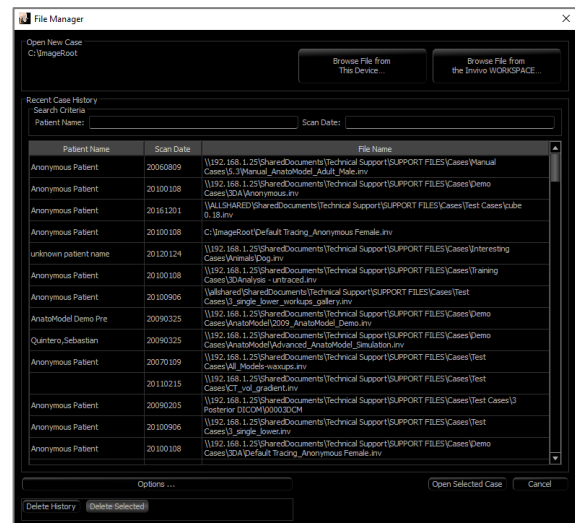 File Manager
Open New Case
C:\ImageRoot
Browse File from
This Device...
Browse File from
the Invivo WORKSPACE...
Recent Case History
Search Criteria
Patient Name:
Scan Date:
Patient Name Scan Date File Name
Anonymous Patient 20060809 \\192.168.1.25\SharedDocuments\Technical Support\SUPPORT FILES\Cases\Manual
Cases\5.3\Manual_AnatoModel_Adult_Male.inv
Anonymous Patient 20100108 \\192.168.1.25\SharedDocuments\Technical Support\SUPPORT FILES\Cases\Demo
Cases\3DA\Anonymous.inv
Anonymous Patient 20161201 \\ALLSHARED\SharedDocuments\Technical Support\SUPPORT FILES\Cases\Test Cases\cube
0.18.inv
Anonymous Patient 20100108 C:\ImageRoot\Default Tracing_Anonymous Female.inv
unknown patient name 20120124 \\192.168.1.25\SharedDocuments\Technical Support\SUPPORT FILES\Cases\Interesting
Cases\Animals\Dog.inv
Anonymous Patient 20100108 \\192.168.1.25\SharedDocuments\Technical Support\SUPPORT FILES\Cases\Training
Cases\3DAnalysis - untraced.inv
Anonymous Patient 20100906 \\allshared\SharedDocuments\Technical Support\SUPPORT FILES\Cases\Test
Cases\3_single_lower_workups_gallery.inv
AnatoModel Demo Pre 20090325 \\192.168.1.25\SharedDocuments\Technical Support\SUPPORT FILES\Cases\Demo
Cases\AnatoModel\2009_AnatoModel_Demo.inv
Quintero,Sebastian 20090325 \\192.168.1.25\SharedDocuments\Technical Support\SUPPORT FILES\Cases\Demo
Cases\AnatoModel\Advanced_AnatoModel_Simulation.inv
Anonymous Patient 20070109 \\192.168.1.25\SharedDocuments\Technical Support\SUPPORT FILES\Cases\Test
Cases\All_Models-waxups.inv
20110215 \\192.168.1.25\SharedDocuments\Technical Support\SUPPORT FILES\Cases\Test
Cases\CT_vol_gradient.inv
Anonymous Patient 20090205 \\192.168.1.25\SharedDocuments\Technical Support\SUPPORT FILES\Cases\Test Cases\3
Posterior DICOM\00003DCM
Anonymous Patient 20100906 \\192.168.1.25\SharedDocuments\Technical Support\SUPPORT FILES\Cases\Test
Cases\3_single_lower.inv
Anonymous Patient 20100108 \\192.168.1.25\SharedDocuments\Technical Support\SUPPORT FILES\Cases\Demo
Cases\3DA\Default Tracing_Anonymous Female.inv
Options ...
Open Selected Case
Cancel
Delete History
Delete Selected